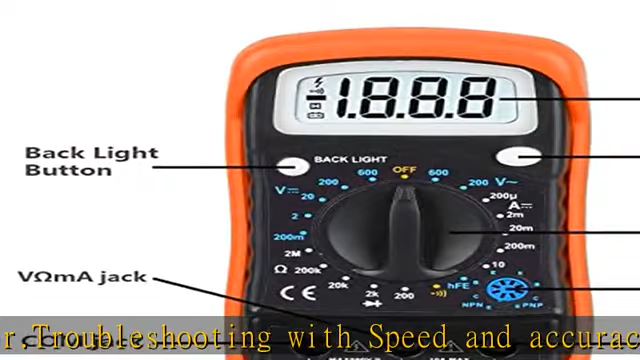 1.8.8.8
Back Light
Button
BACK LIGHT
OFF
600
600
200
200
V⎓
V~
20
200μ
A⎓
2
2m
200m
20m
2M
200m
Ω
200k
10
20k
2k
200
hFE
CE
NPN
PNP
E
E
E
C
C
VΩmA jack
r Troubleshooting with Speed and accurac